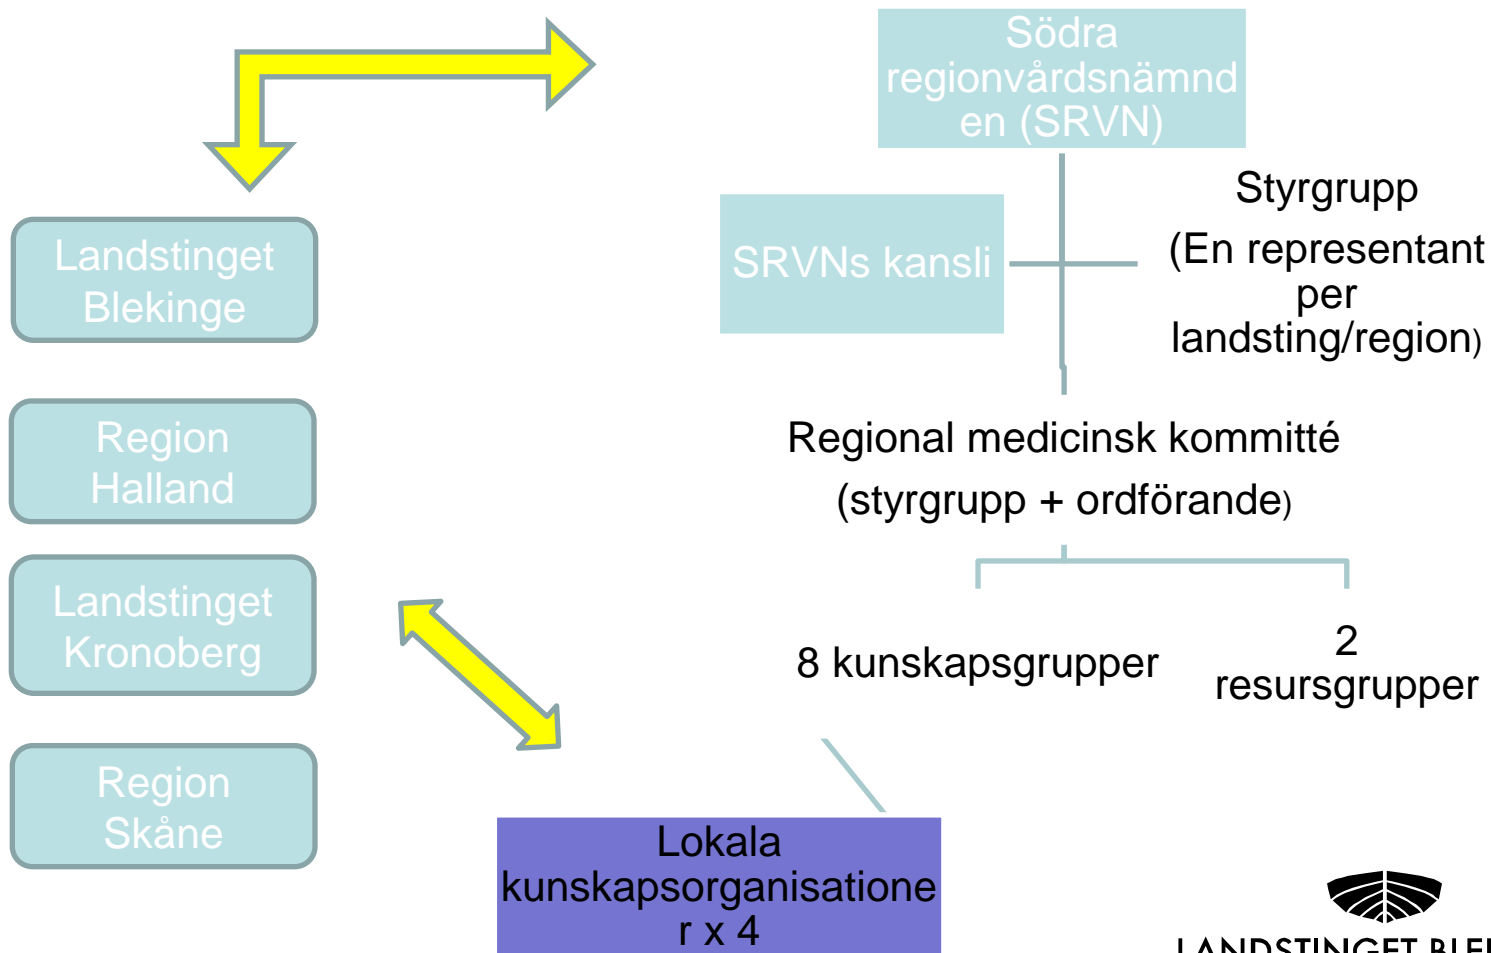 Södra
regionvårdsnämnd
en (SRVN)
Styrgrupp
(En representant
per
landsting/region)
SRVNs kansli
Landstinget
Blekinge
Region
Halland
Regional medicinsk kommitté
(styrgrupp + ordförande)
Landstinget
Kronoberg
8 kunskapsgrupper
2
resursgrupper
Region
Skåne
Lokala
kunskapsorganisatione
r x 4
LANDSTINGET